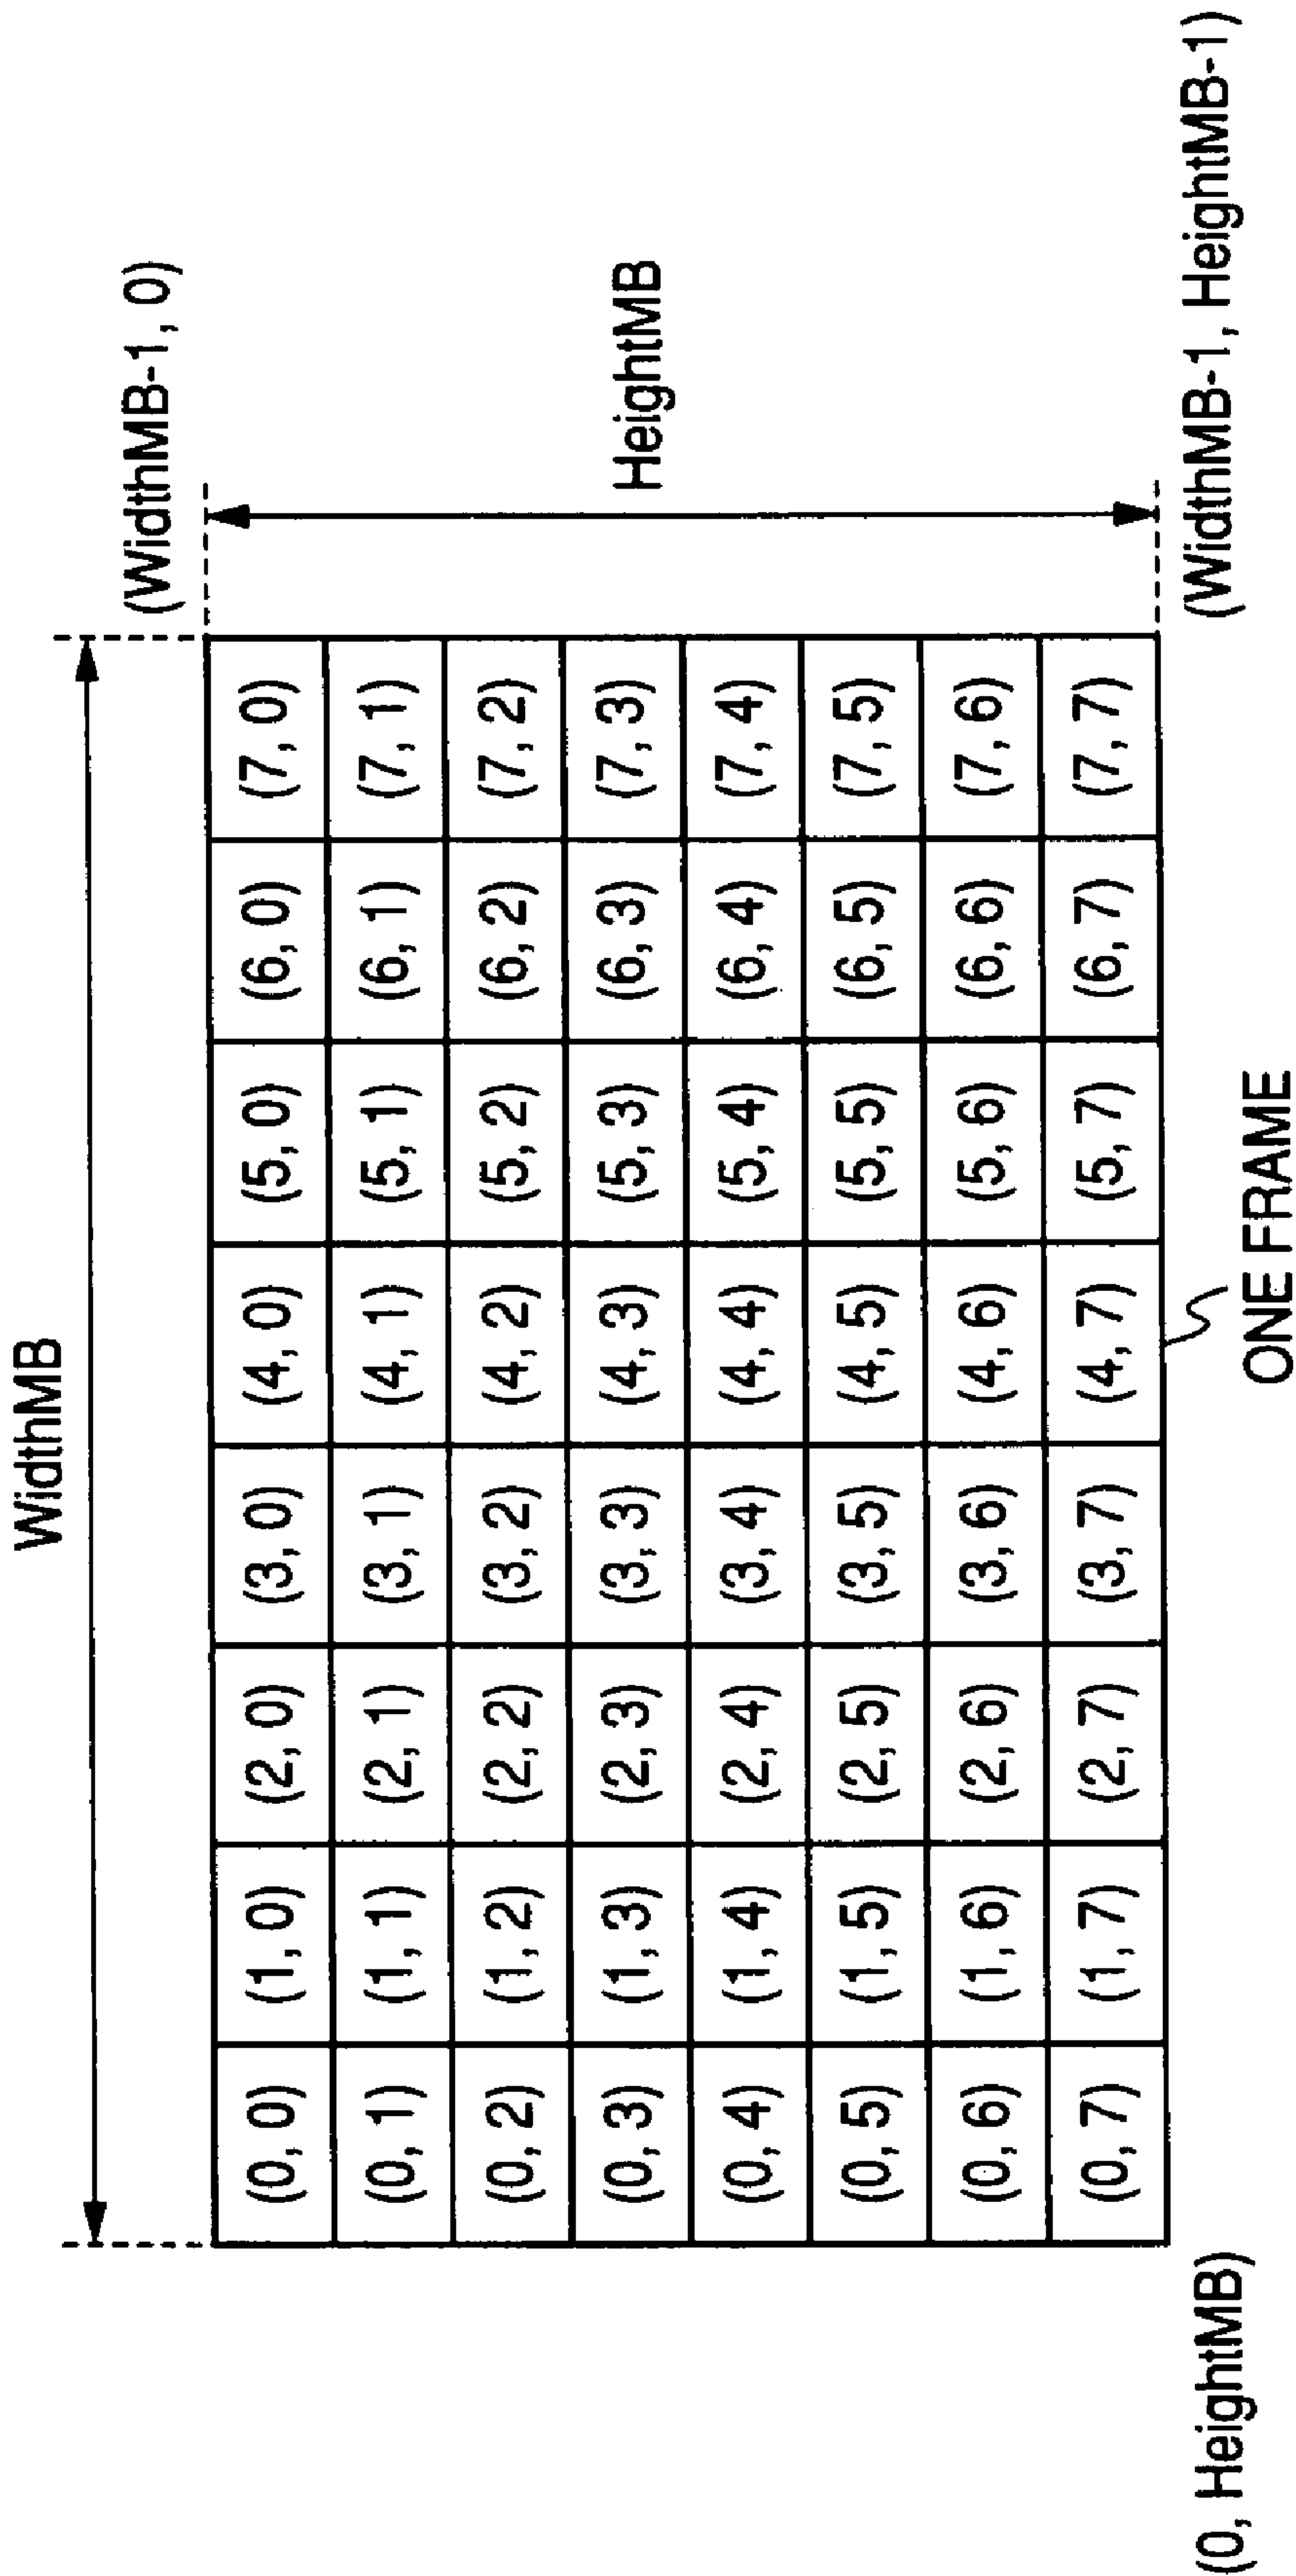 WidthMB
(WidthMB-1, 0)
(0, 0) (1, 0) (2, 0) (3, 0) (4, 0) (5, 0) (6, 0) (7, 0)
(0, 1) (1, 1) (2, 1) (3, 1) (4, 1) (5, 1) (6, 1) (7, 1)
(0, 2) (1, 2) (2, 2) (3, 2) (4, 2) (5, 2) (6, 2) (7, 2)
(0, 3) (1, 3) (2, 3) (3, 3) (4, 3) (5, 3) (6, 3) (7, 3)
HeightMB
(0, 4) (1, 4) (2, 4) (3, 4) (4, 4) (5, 4) (6, 4) (7, 4)
(0, 5) (1, 5) (2, 5) (3, 5) (4, 5) (5, 5) (6, 5) (7, 5)
(0, 6) (1, 6) (2, 6) (3, 6) (4, 6) (5, 6) (6, 6) (7, 6)
(0, 7) (1, 7) (2, 7) (3, 7) (4, 7) (5, 7) (6, 7) (7, 7)
(0, HeightMB)
(WidthMB-1, HeightMB-1)
ONE FRAME